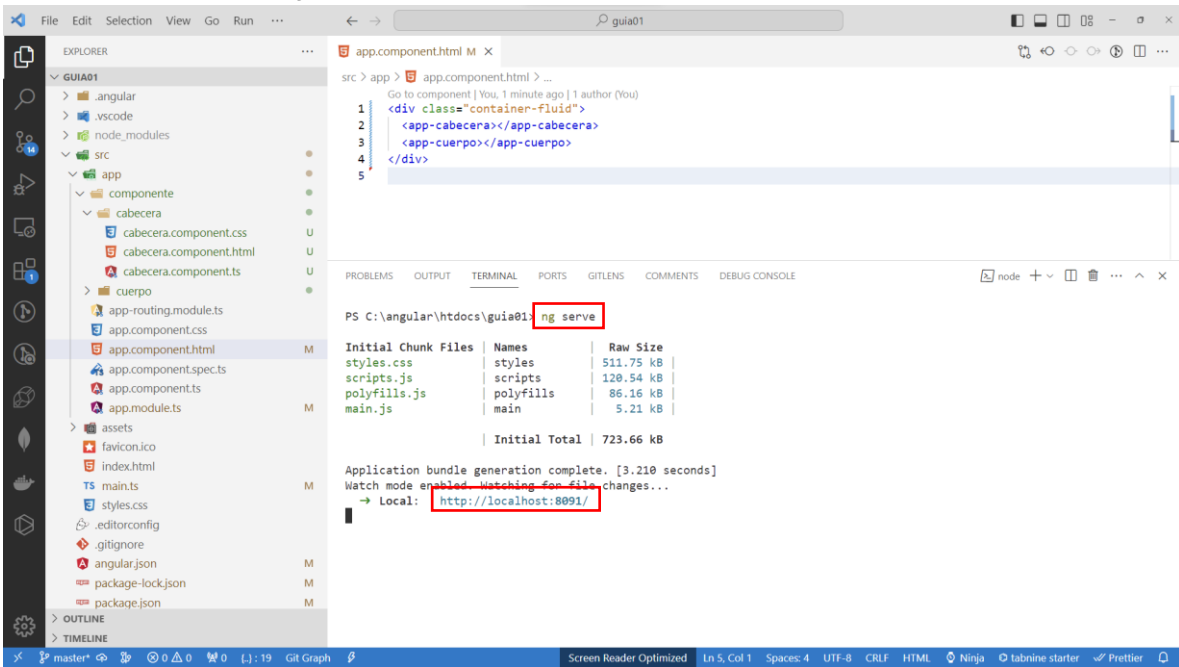 File Edit Selection View Go Run ...
guia01
EXPLORER
GUIA01
.angular
.vscode
node_modules
src
app
componente
cabecera
cabecera.component.css U
cabecera.component.html U
cabecera.component.ts U
cuerpo
app-routing.module.ts
app.component.css
app.component.html M
app.component.spec.ts
app.component.ts
app.module.ts M
assets
favicon.ico
index.html
TS main.ts M
styles.css
.editorconfig
.gitignore
angular.json M
package-lock.json M
package.json M
OUTLINE
TIMELINE
14
1
app.component.html M
src > app > app.component.html > ...
Go to component | You, 1 minute ago | 1 author (You)
1 <div class="container-fluid">
2 <app-cabecera></app-cabecera>
3 <app-cuerpo></app-cuerpo>
4 </div>
5
PROBLEMS OUTPUT TERMINAL PORTS GITLENS COMMENTS DEBUG CONSOLE
node
PS C:\angular\htdocs\guia01> ng serve
Initial Chunk Files | Names | Raw Size
styles.css | styles | 511.75 kB |
scripts.js | scripts | 120.54 kB |
polyfills.js | polyfills | 86.16 kB |
main.js | main | 5.21 kB |
| Initial Total | 723.66 kB
Application bundle generation complete. [3.210 seconds]
Watch mode enabled. Watching for file changes...
→ Local: http://localhost:8091/
master* 0 0 0 {..} : 19 Git Graph Screen Reader Optimized Ln 5, Col 1 Spaces: 4 UTF-8 CRLF HTML Ninja tabnine starter Prettier